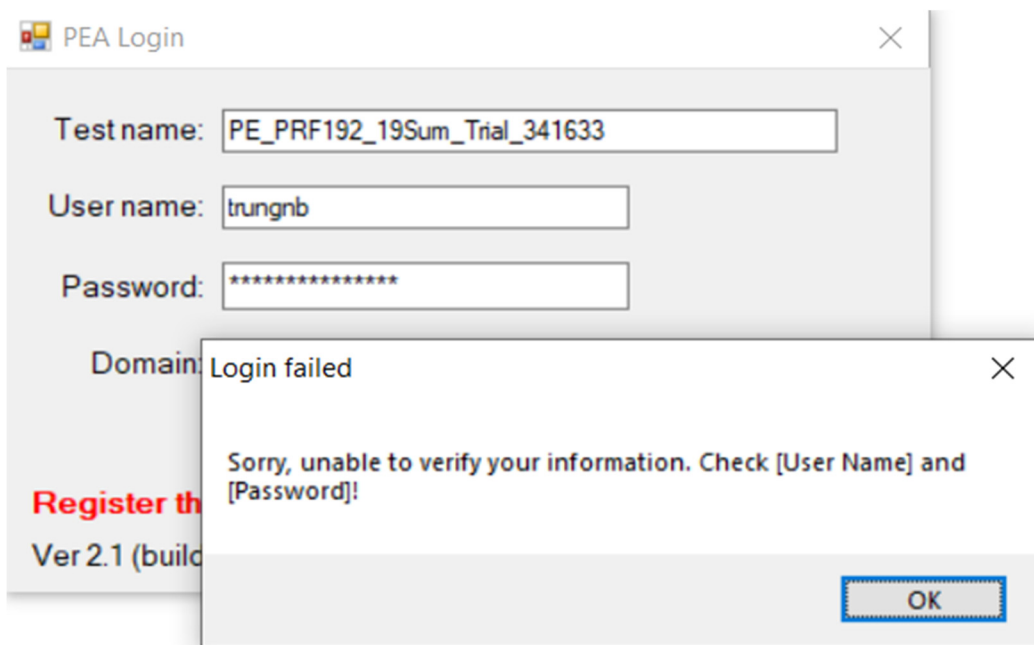 PEA Login
Test name: PE_PRF192_19Sum_Trial_341633
User name: trungnb
Password: ***************
Domain:
Login failed
Sorry, unable to verify your information. Check [User Name] and
[Password]!
Register th
Ver 2.1 (build
OK